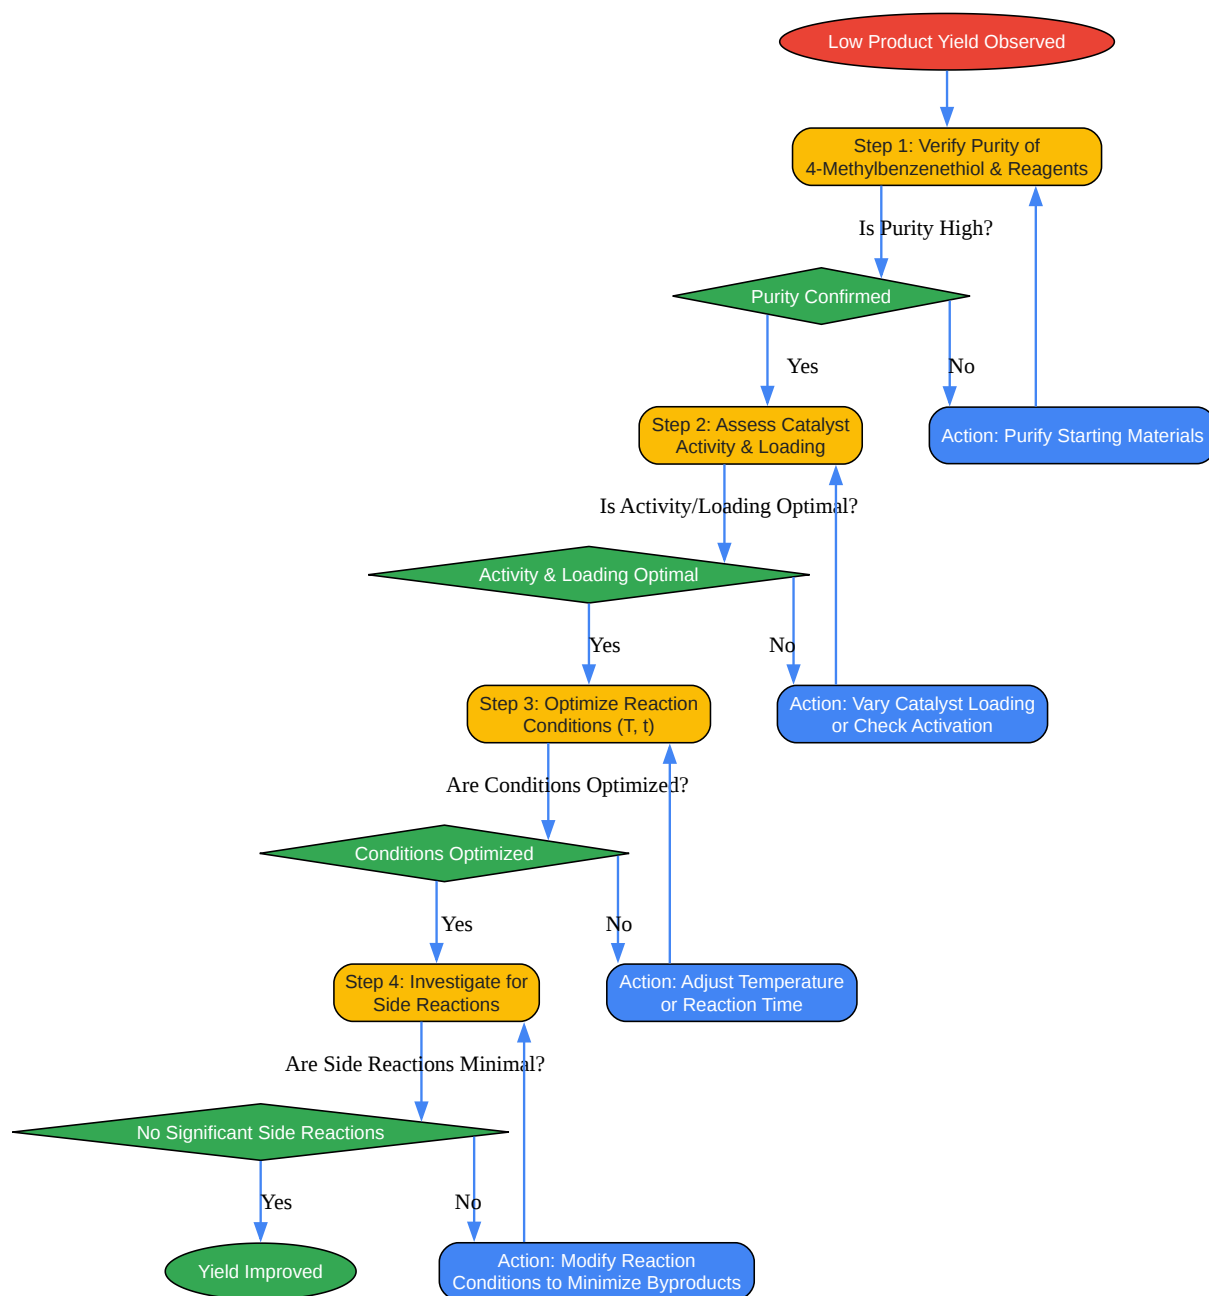 Low Product Yield Observed
Step 1: Verify Purity of
4-Methylbenzenethiol & Reagents
Is Purity High?
Purity Confirmed
Yes
No
Step 2: Assess Catalyst
Activity & Loading
Action: Purify Starting Materials
Is Activity/Loading Optimal?
Activity & Loading Optimal
Yes
No
Step 3: Optimize Reaction
Conditions (T, t)
Action: Vary Catalyst Loading
or Check Activation
Are Conditions Optimized?
Conditions Optimized
Yes
No
Step 4: Investigate for
Side Reactions
Action: Adjust Temperature
or Reaction Time
Are Side Reactions Minimal?
No Significant Side Reactions
Yes
No
Yield Improved
Action: Modify Reaction
Conditions to Minimize Byproducts